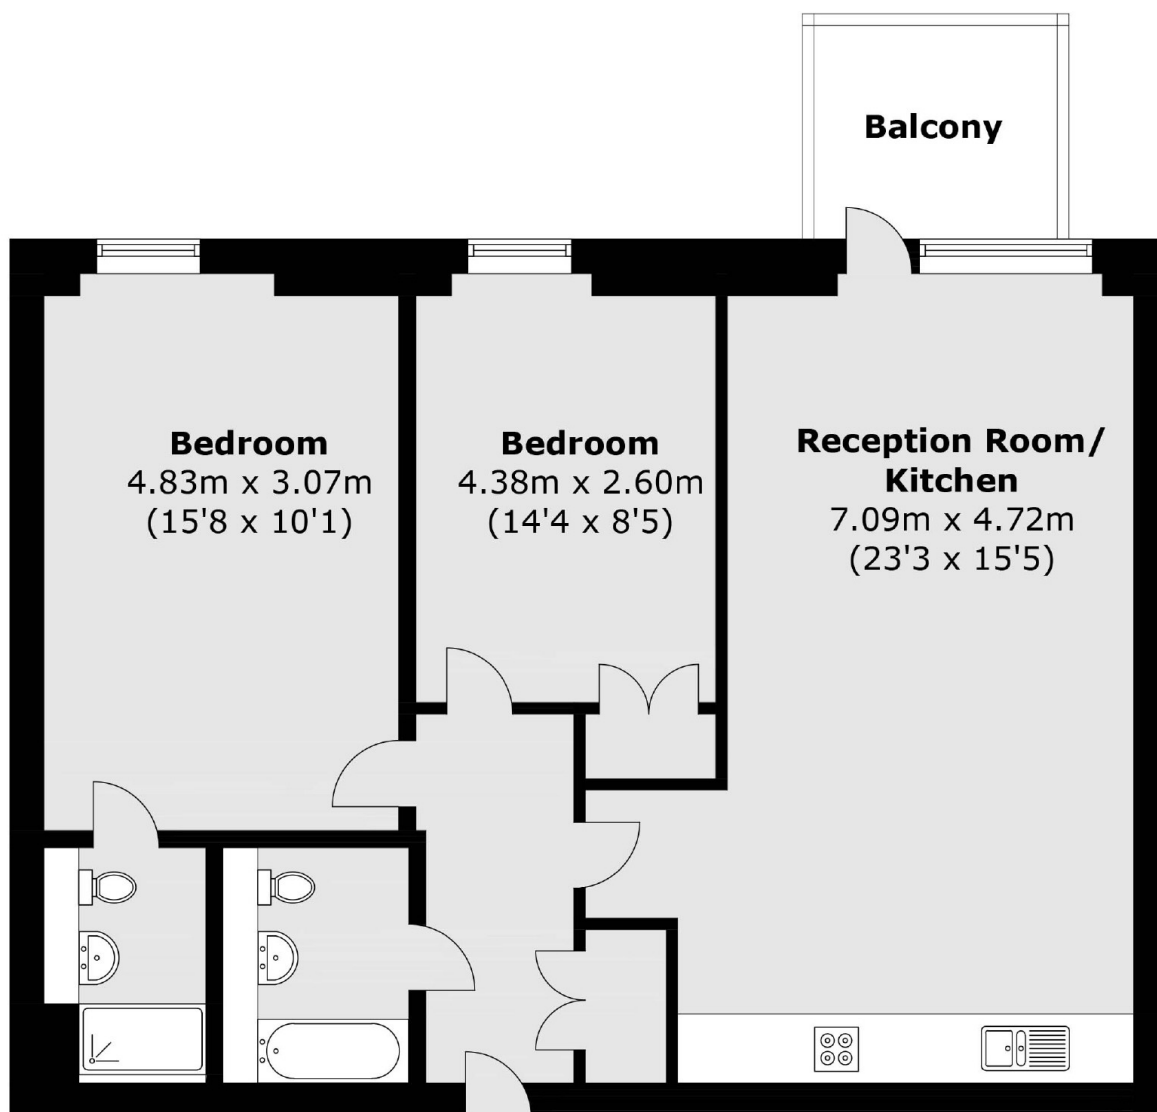 Balcony
Bedroom
4.83m x 3.07m
(15'8 x 10'1)
Bedroom
4.38m x 2.60m
(14'4 x 8'5)
Reception Room/
Kitchen
7.09m x 4.72m
(23'3 x 15'5)